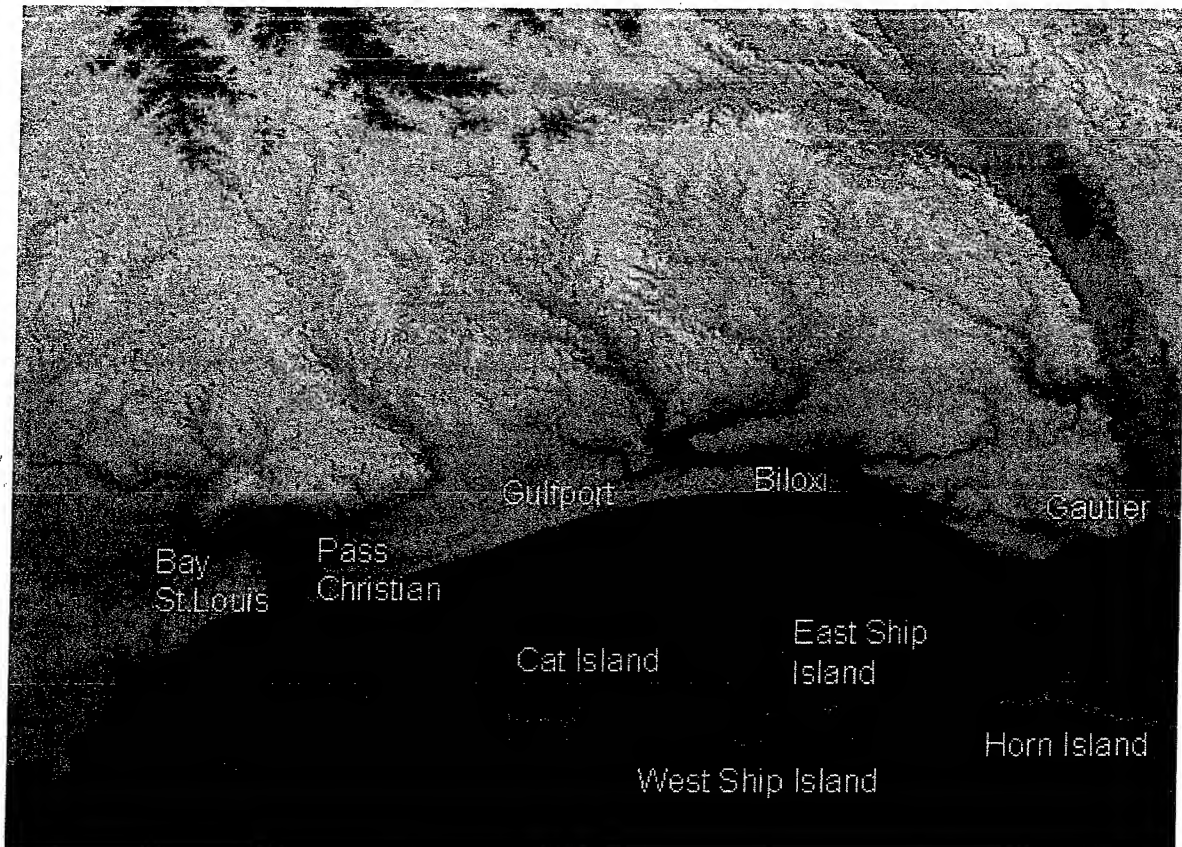 Gulfport
Biloxi
Gautier
Bay
St.Louis
Pass
Christian
Cat Island
East Ship
Island
Horn Island
West Ship Island